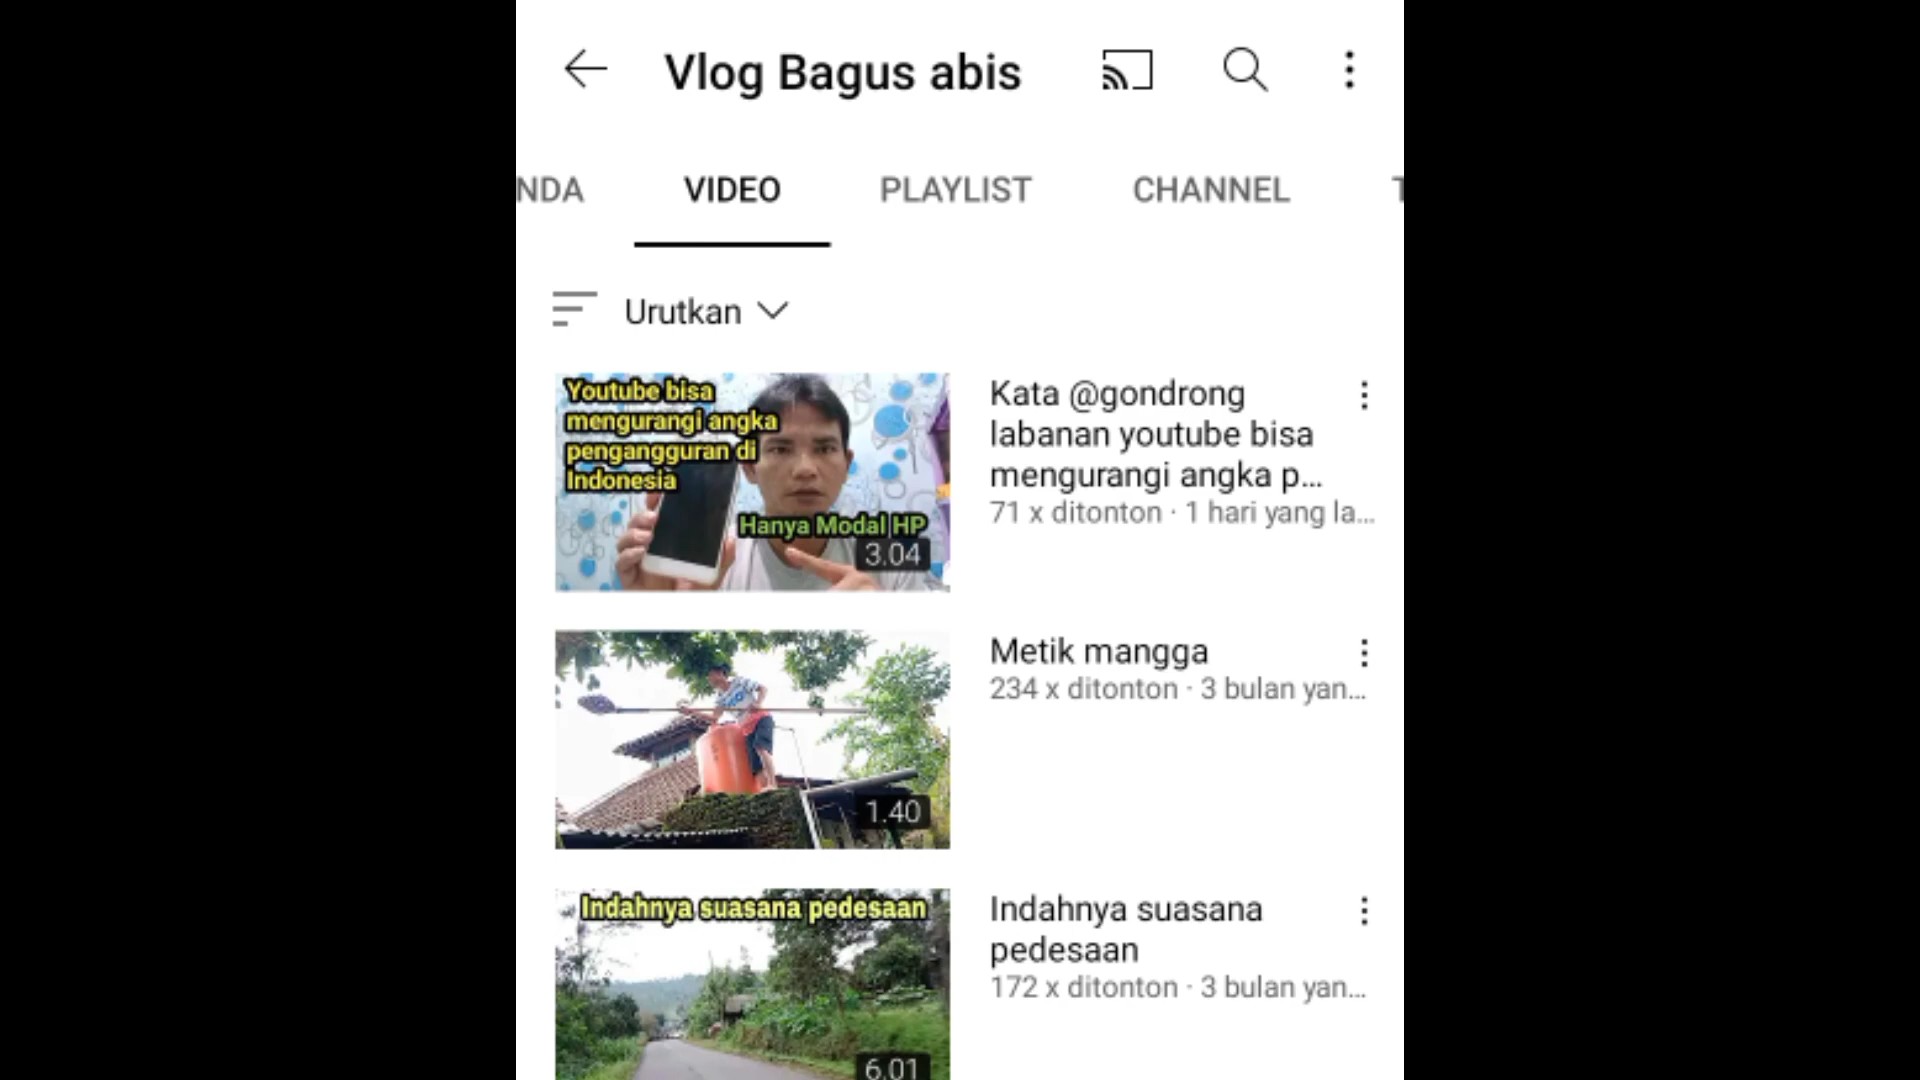 Vlog Bagus abis
NDA VIDEO PLAYLIST CHANNEL T
Urutkan
Youtube bisa
mengurangi angka
pengangguran di
Indonesia
Hanya Modal HP
3.04
Kata @gondrong
labanan youtube bisa
mengurangi angka p...
71 x ditonton · 1 hari yang la...
1.40
Metik mangga
234 x ditonton · 3 bulan yan...
Indahnya suasana pedesaan
6.01
Indahnya suasana
pedesaan
172 x ditonton · 3 bulan yan...